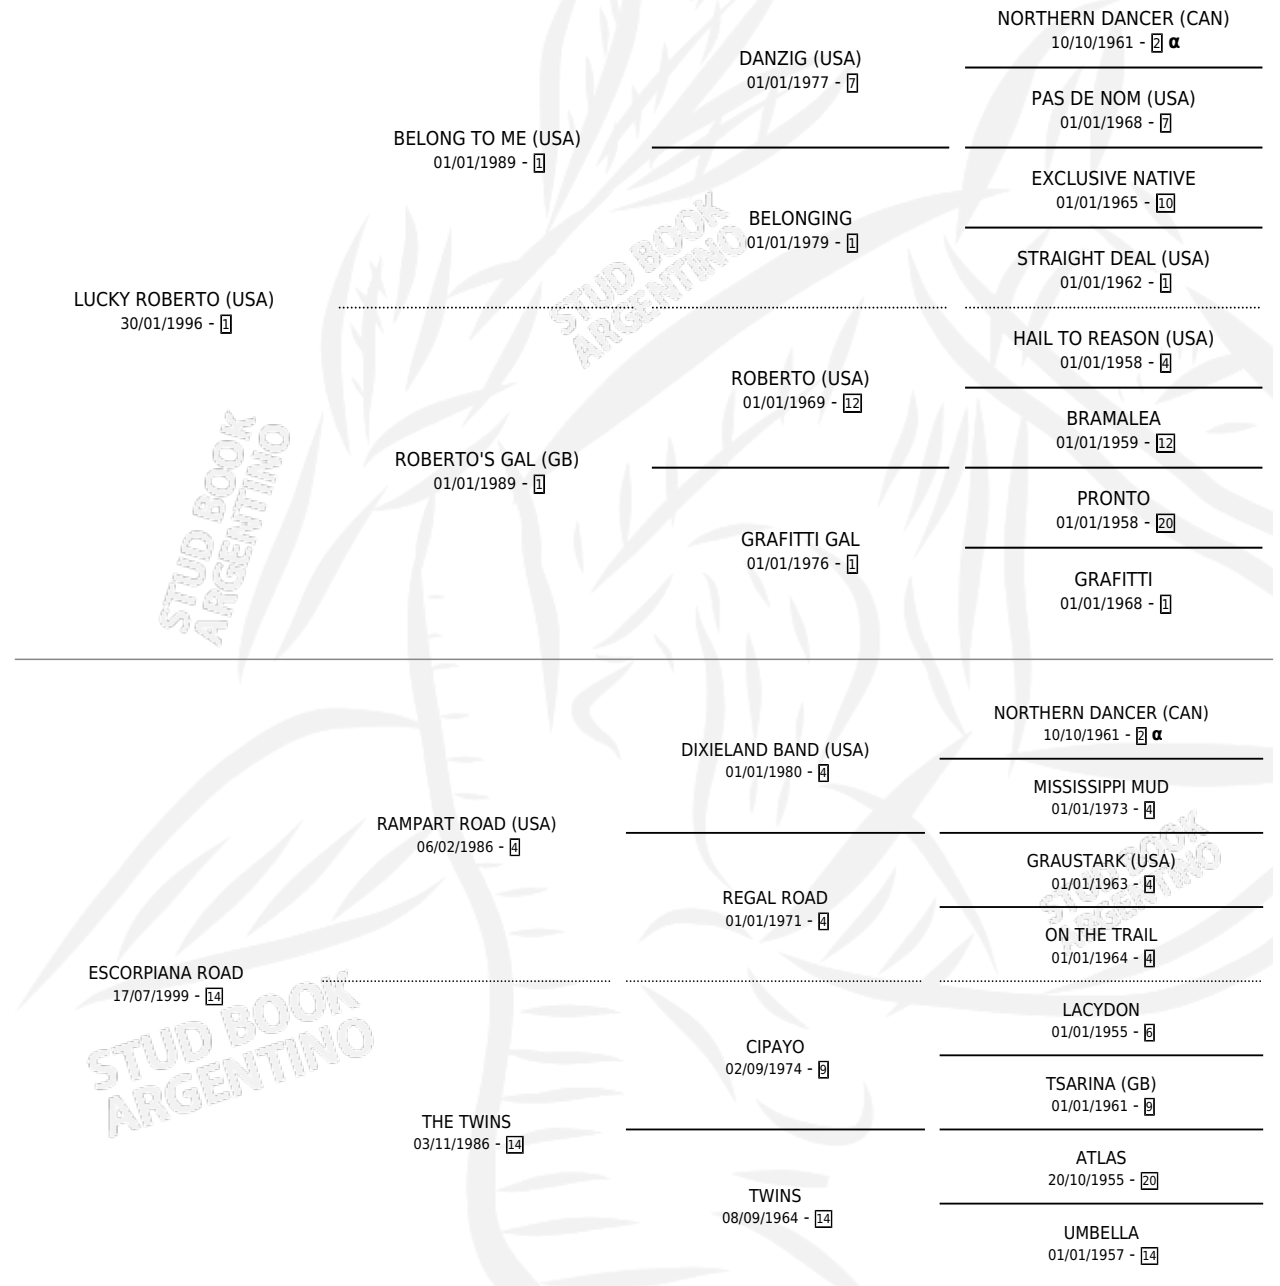 NORTHERN DANCER (CAN)
10/10/1961 - 2 α
DANZIG (USA)
01/01/1977 - 7
PAS DE NOM (USA)
01/01/1968 - 7
BELONG TO ME (USA)
01/01/1989 - 1
EXCLUSIVE NATIVE
01/01/1965 - 10
BELONGING
01/01/1979 - 1
STRAIGHT DEAL (USA)
01/01/1962 - 1
LUCKY ROBERTO (USA)
30/01/1996 - 1
HAIL TO REASON (USA)
01/01/1958 - 4
ROBERTO (USA)
01/01/1969 - 12
BRAMALEA
01/01/1959 - 12
ROBERTO'S GAL (GB)
01/01/1989 - 1
PRONTO
01/01/1958 - 20
GRAFITTI GAL
01/01/1976 - 1
GRAFITTI
01/01/1968 - 1
NORTHERN DANCER (CAN)
10/10/1961 - 2 α
DIXIELAND BAND (USA)
01/01/1980 - 4
MISSISSIPPI MUD
01/01/1973 - 4
RAMPART ROAD (USA)
06/02/1986 - 4
GRAUSTARK (USA)
01/01/1963 - 4
REGAL ROAD
01/01/1971 - 4
ON THE TRAIL
01/01/1964 - 4
ESCORPIANA ROAD
17/07/1999 - 14
LACYDON
01/01/1955 - 6
CIPAYO
02/09/1974 - 9
TSARINA (GB)
01/01/1961 - 9
THE TWINS
03/11/1986 - 14
ATLAS
20/10/1955 - 20
TWINS
08/09/1964 - 14
UMBELLA
01/01/1957 - 14
STUD BOOK
ARGENTINO
STUD BOOK
ARGENTINO
STUD BOOK
ARGENTINO
STUD BOOK
ARGENTINO